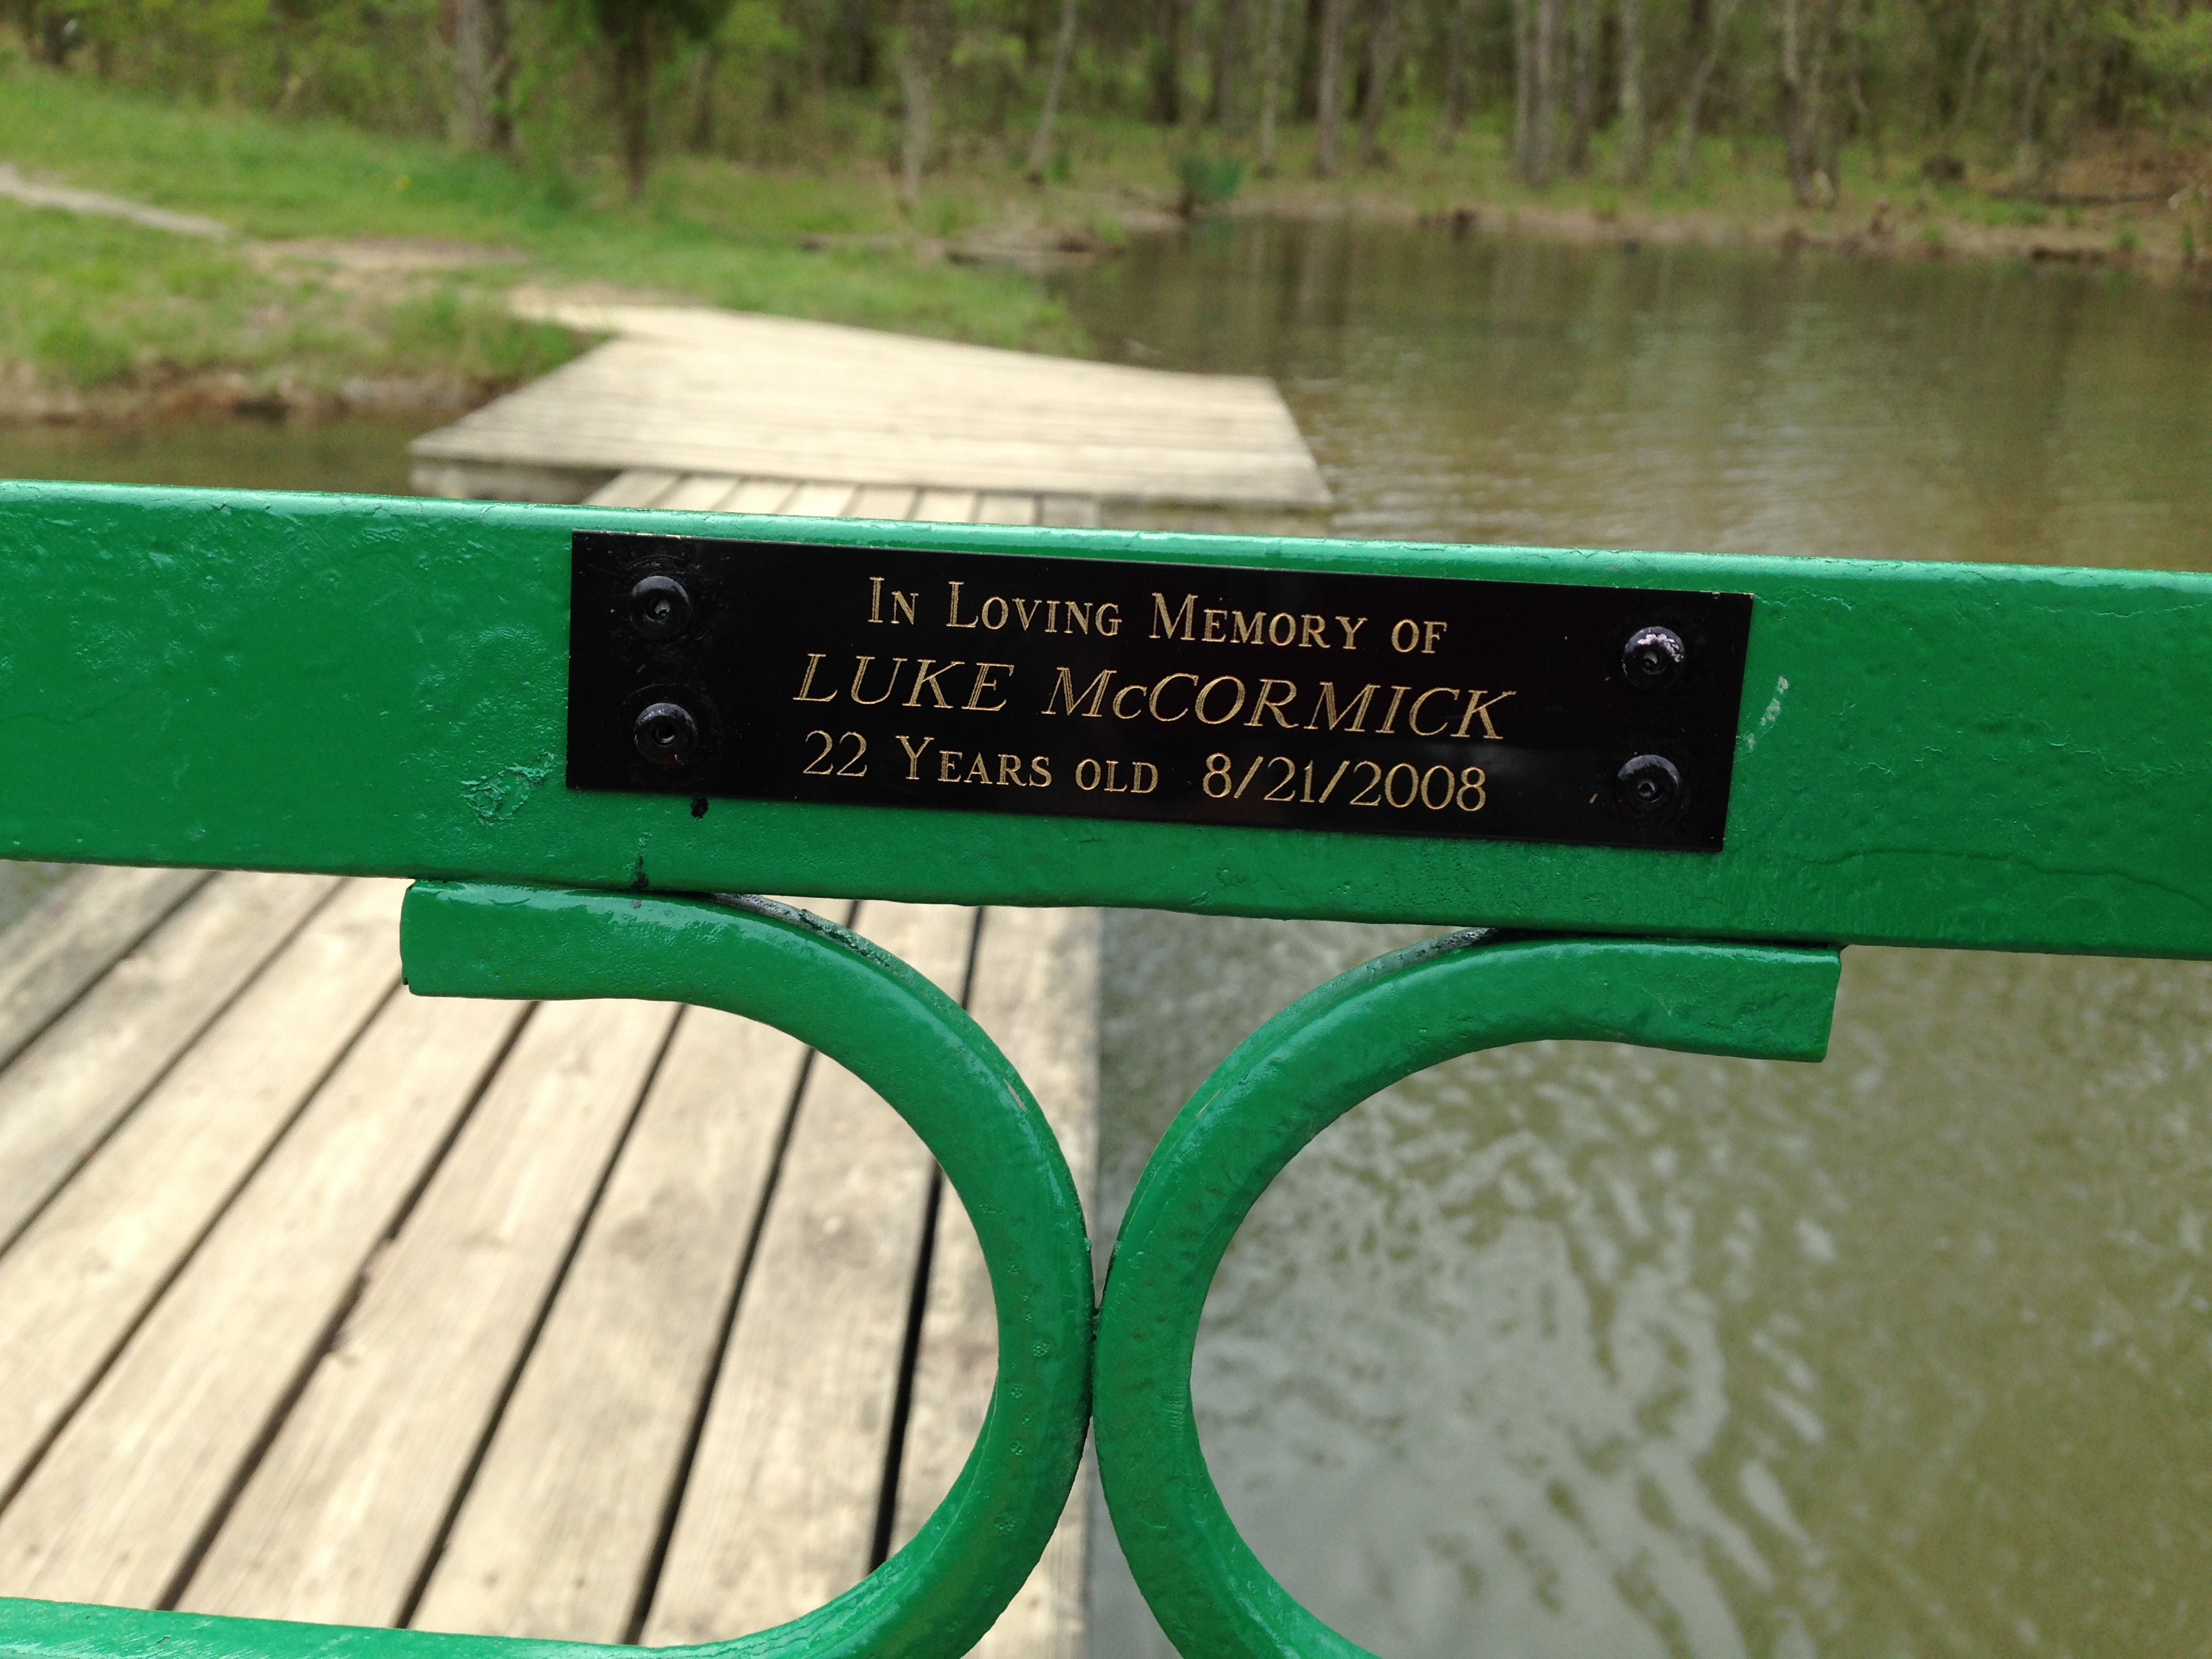 In Loving Memory of
LUKE McCORMICK
22 Years old 8/21/2008